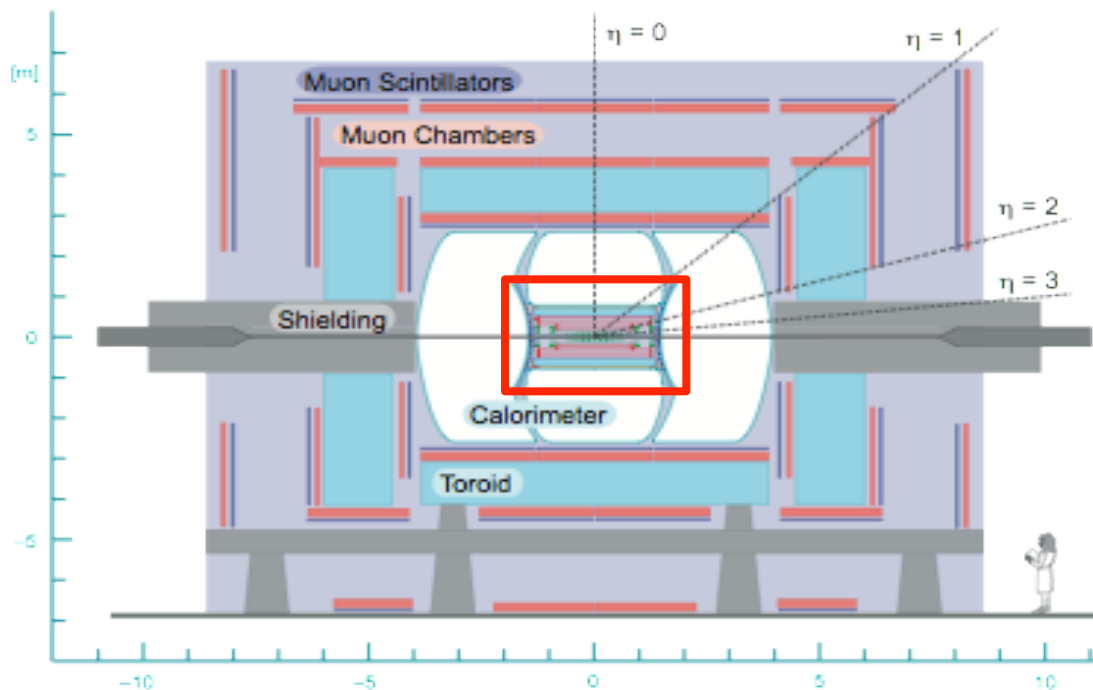 η = 0
η = 1
[m]
Muon Scintillators
5
Muon Chambers
η = 2
η = 3
Shielding
0
Calorimeter
Toroid
−5
−10
−5
0
5
10